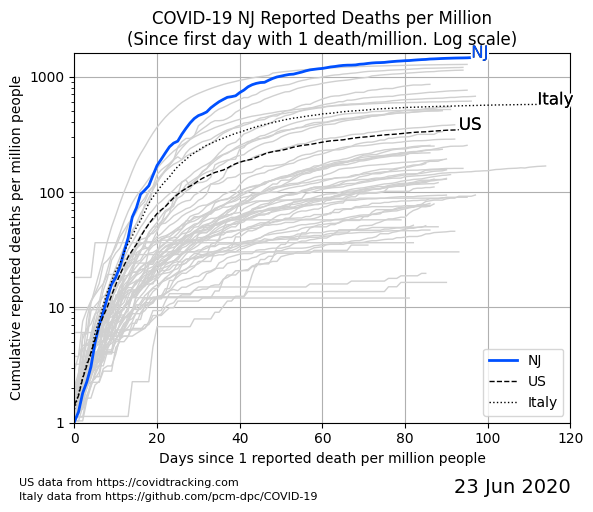 COVID-19 NJ Reported Deaths per Million
(Since first day with 1 death/million. Log scale)
NJ
1000
Italy
US
100
10
1
Cumulative reported deaths per million people
NJ
US
Italy
0 20 40 60 80 100 120
Days since 1 reported death per million people
US data from https://covidtracking.com
Italy data from https://github.com/pcm-dpc/COVID-19
23 Jun 2020